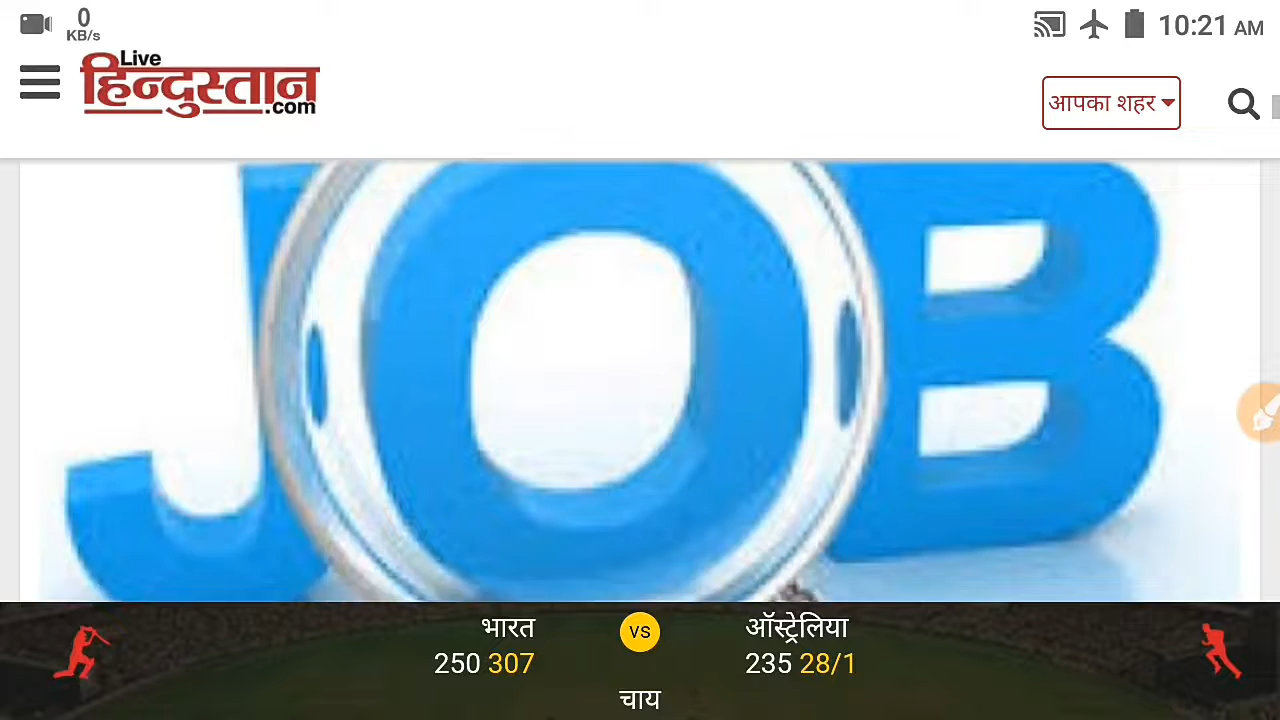 0
KB/s
10:21 AM
Live
हिन्दुस्तान
.com
आपका शहर
JOB
भारत
VS
ऑस्ट्रेलिया
250 307
235 28/1
चाय